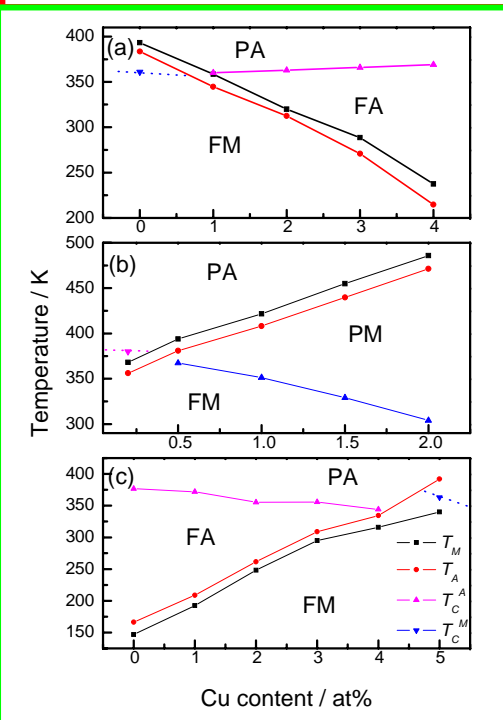 (a)
PA
FA
FM
400
350
300
250
200
0 1 2 3 4
(b)
PA
PM
FM
500
450
400
350
300
0.5 1.0 1.5 2.0
Temperature / K
(c)
PA
FA
FM
400
350
300
250
200
150
0 1 2 3 4 5
T_M
T_A
T_C^A
T_C^M
Cu content / at%